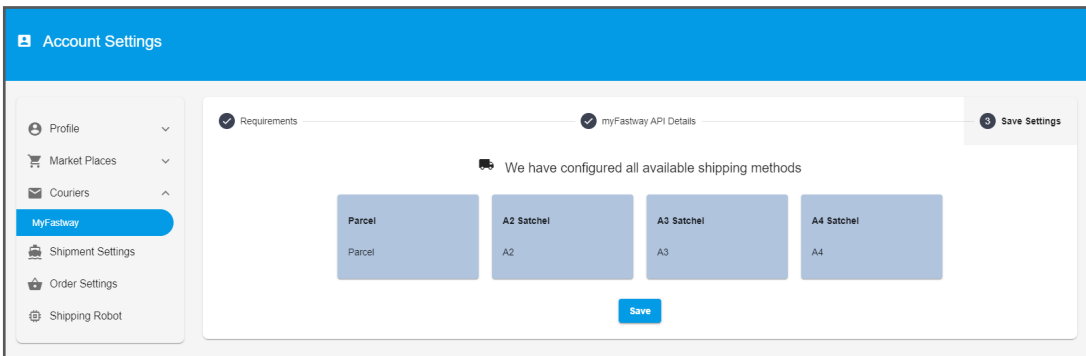 Account Settings
Profile
Market Places
Couriers
MyFastway
Shipment Settings
Order Settings
Shipping Robot
Requirements
myFastway API Details
3 Save Settings
We have configured all available shipping methods
Parcel
Parcel
A2 Satchel
A2
A3 Satchel
A3
A4 Satchel
A4
Save